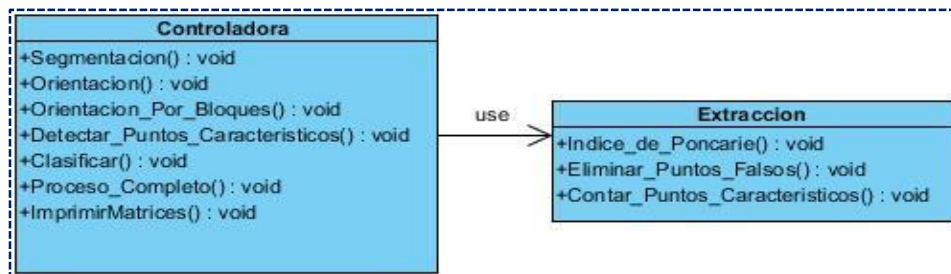 Controladora
+Segmentacion() : void
+Orientacion() : void
+Orientacion_Por_Bloques() : void
+Detectar_Puntos_Caracteristicos() : void
+Clasificar() : void
+Proceso_Completo() : void
+ImprimirMatrices() : void
use
Extraccion
+Indice_de_Poncarie() : void
+Eliminar_Puntos_Falsos() : void
+Contar_Puntos_Caracteristicos() : void